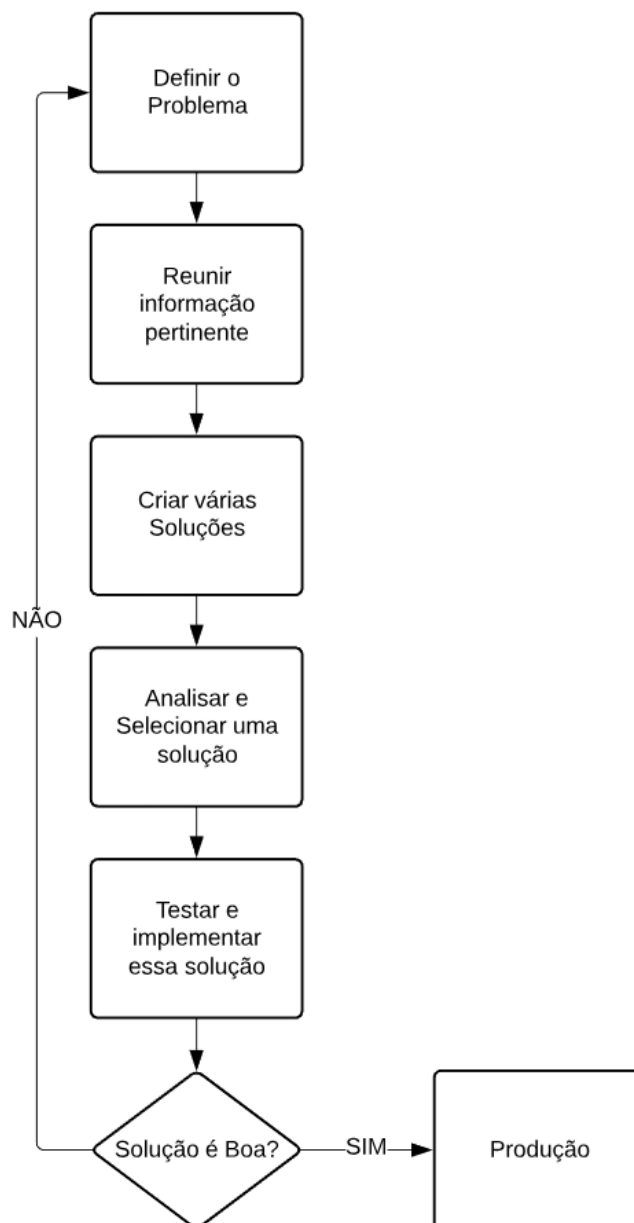 Definir o
Problema
Reunir
informação
pertinente
Criar várias
Soluções
NÃO
Analisar e
Selecionar uma
solução
Testar e
implementar
essa solução
Solução é Boa?
SIM
Produção